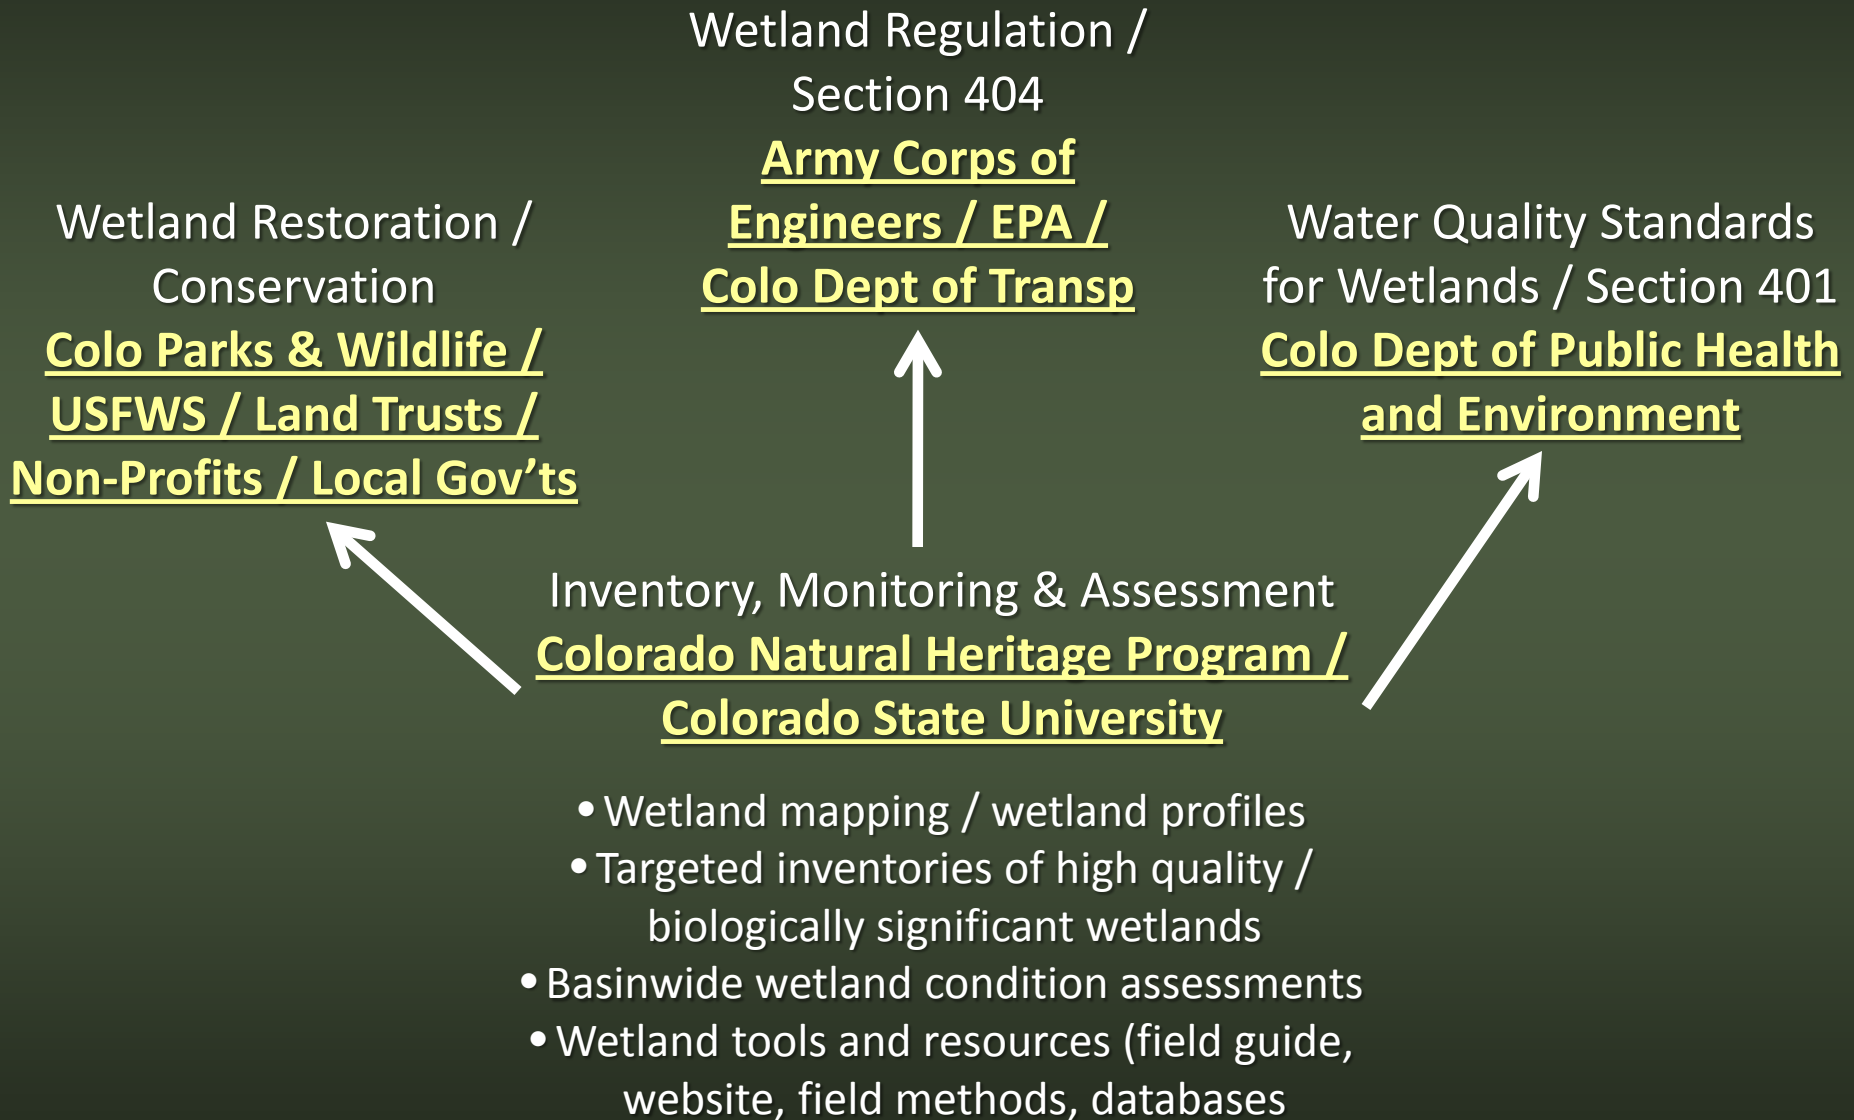 Wetland Regulation /
Section 404
Army Corps of
Engineers / EPA /
Colo Dept of Transp
Wetland Restoration /
Conservation
Colo Parks & Wildlife /
USFWS / Land Trusts /
Non-Profits / Local Gov’ts
Water Quality Standards
for Wetlands / Section 401
Colo Dept of Public Health
and Environment
Inventory, Monitoring & Assessment
Colorado Natural Heritage Program /
Colorado State University
• Wetland mapping / wetland profiles
• Targeted inventories of high quality /
biologically significant wetlands
• Basinwide wetland condition assessments
• Wetland tools and resources (field guide,
website, field methods, databases